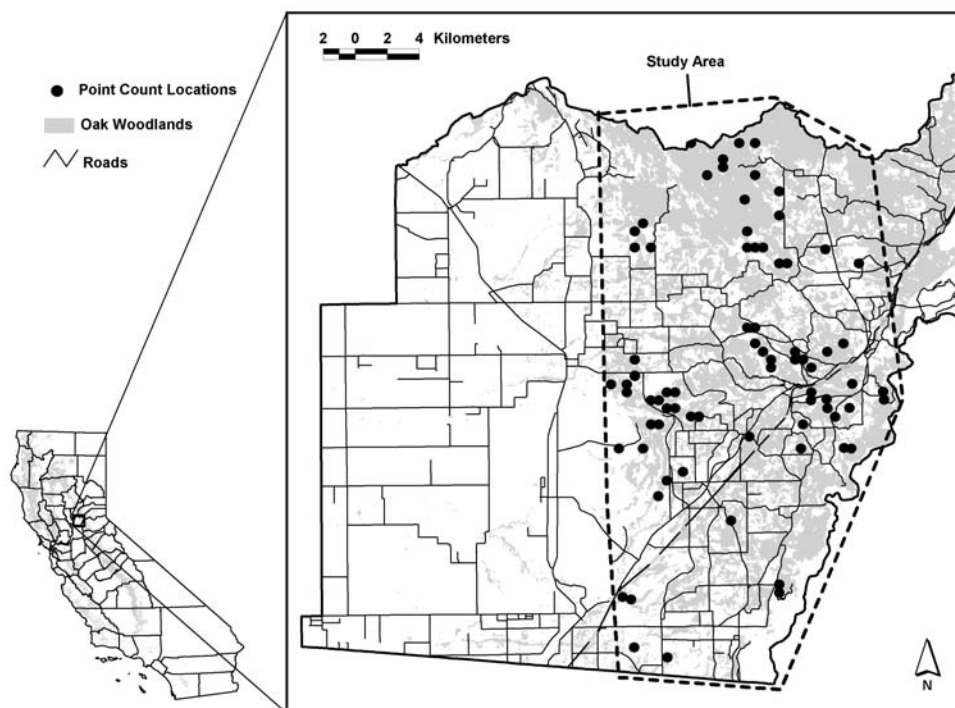 2 0 2 4 Kilometers
Study Area
Point Count Locations
Oak Woodlands
Roads
N